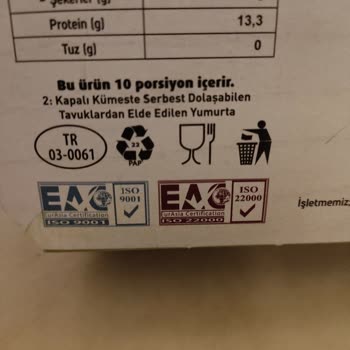 Şekerler (g)
Protein (g) 13,3
Tuz (g) 0
Bu ürün 10 porsiyon içerir.
2: Kapalı Kümeste Serbest Dolaşabilen
Tavuklardan Elde Edilen Yumurta
TR
03-0061
22
PAP
EAC ISO 9001
EurAsia Certification
ISO 9001
EAC ISO 22000
EurAsia Certification
ISO 22000
İşletmemiz,